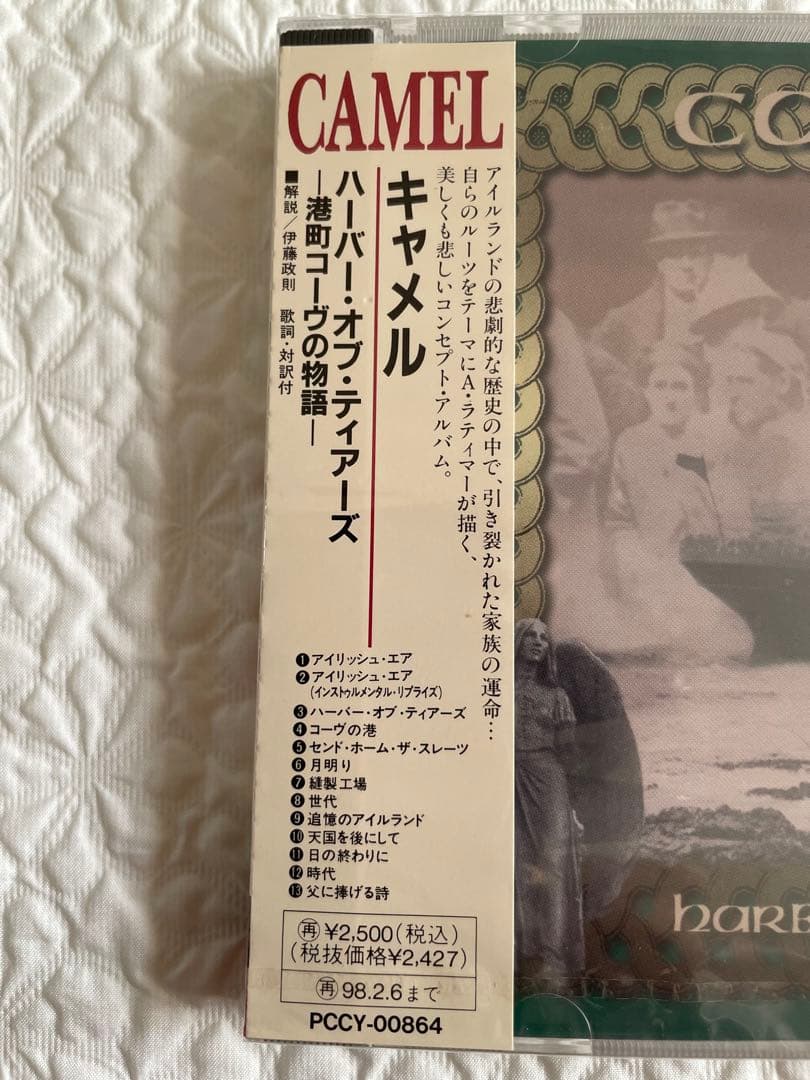 CAMEL
アイルランドの悲劇的な歴史の中で、引き裂かれた家族の運命…
自らのルーツをテーマにA・ラティマーが描く、
美しくも悲しいコンセプト・アルバム。
キャメル
ハーバー・オブ・ティアーズ
―港町コーヴの物語―
■解説/伊藤政則 歌詞・対訳付
❶アイリッシュ・エア
❷アイリッシュ・エア
(インストゥルメンタル・リプライズ)
❸ハーバー・オブ・ティアーズ
❹コーヴの港
❺センド・ホーム・ザ・スレーツ
❻月明り
❼縫製工場
❽世代
❾追憶のアイルランド
❿天国を後にして
⓫日の終わりに
⓬時代
⓭父に捧げる詩
再¥2,500(税込)
(税抜価格¥2,427)
再98.2.6まで
PCCY-00864
CO
HARB